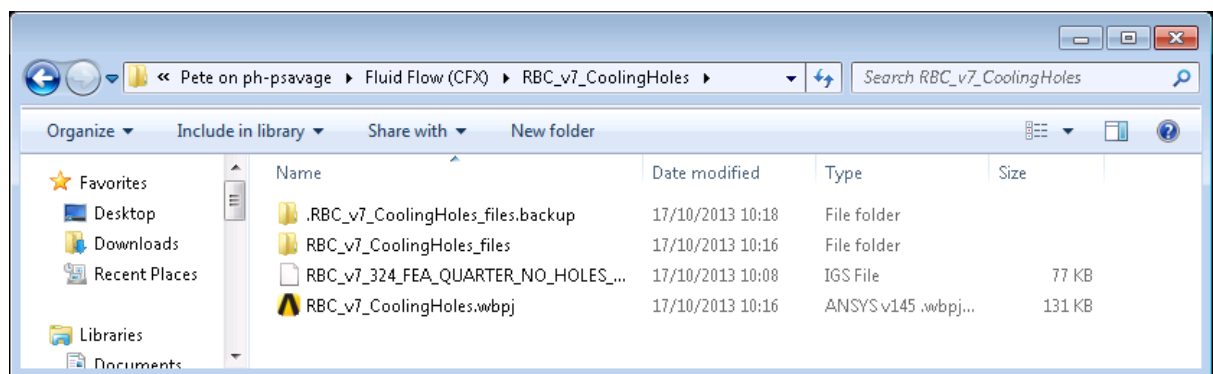 « Pete on ph-psavage ▸ Fluid Flow (CFX) ▸ RBC_v7_CoolingHoles ▸ Search RBC_v7_CoolingHoles
Organize Include in library Share with New folder
Favorites
Desktop
Downloads
Recent Places
Libraries
Documents
Name Date modified Type Size
.RBC_v7_CoolingHoles_files.backup 17/10/2013 10:18 File folder
RBC_v7_CoolingHoles_files 17/10/2013 10:16 File folder
RBC_v7_324_FEA_QUARTER_NO_HOLES_... 17/10/2013 10:08 IGS File 77 KB
RBC_v7_CoolingHoles.wbpj 17/10/2013 10:16 ANSYS v145 .wbpj... 131 KB